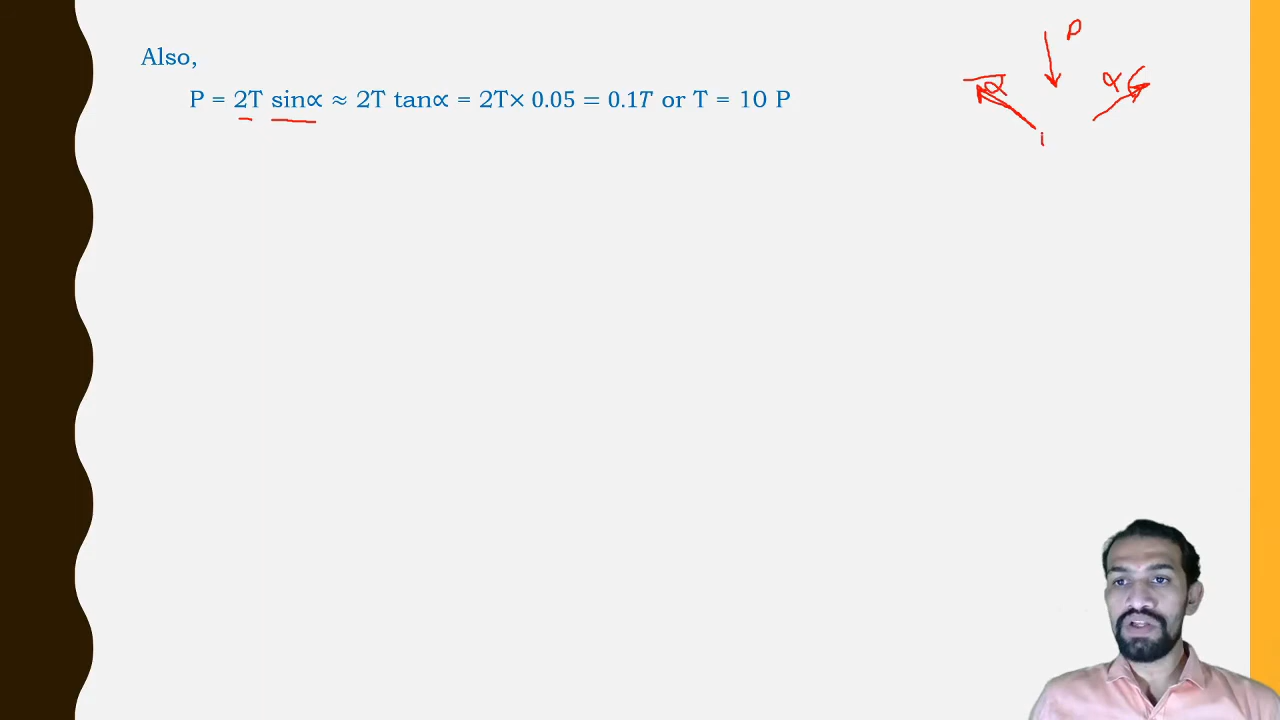 Also,
P = 2T sin∝ ≈ 2T tan∝ = 2T× 0.05 = 0.1T or T = 10 P
P
∝
∝